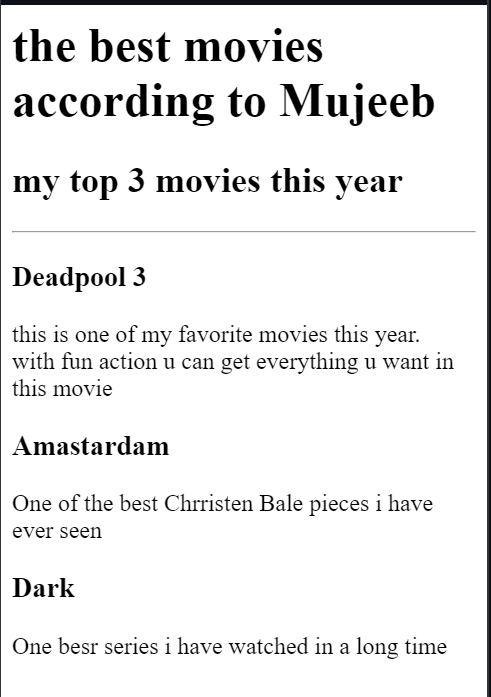 the best movies
according to Mujeeb
my top 3 movies this year
Deadpool 3
this is one of my favorite movies this year.
with fun action u can get everything u want in
this movie
Amastardam
One of the best Chrristen Bale pieces i have
ever seen
Dark
One besr series i have watched in a long time